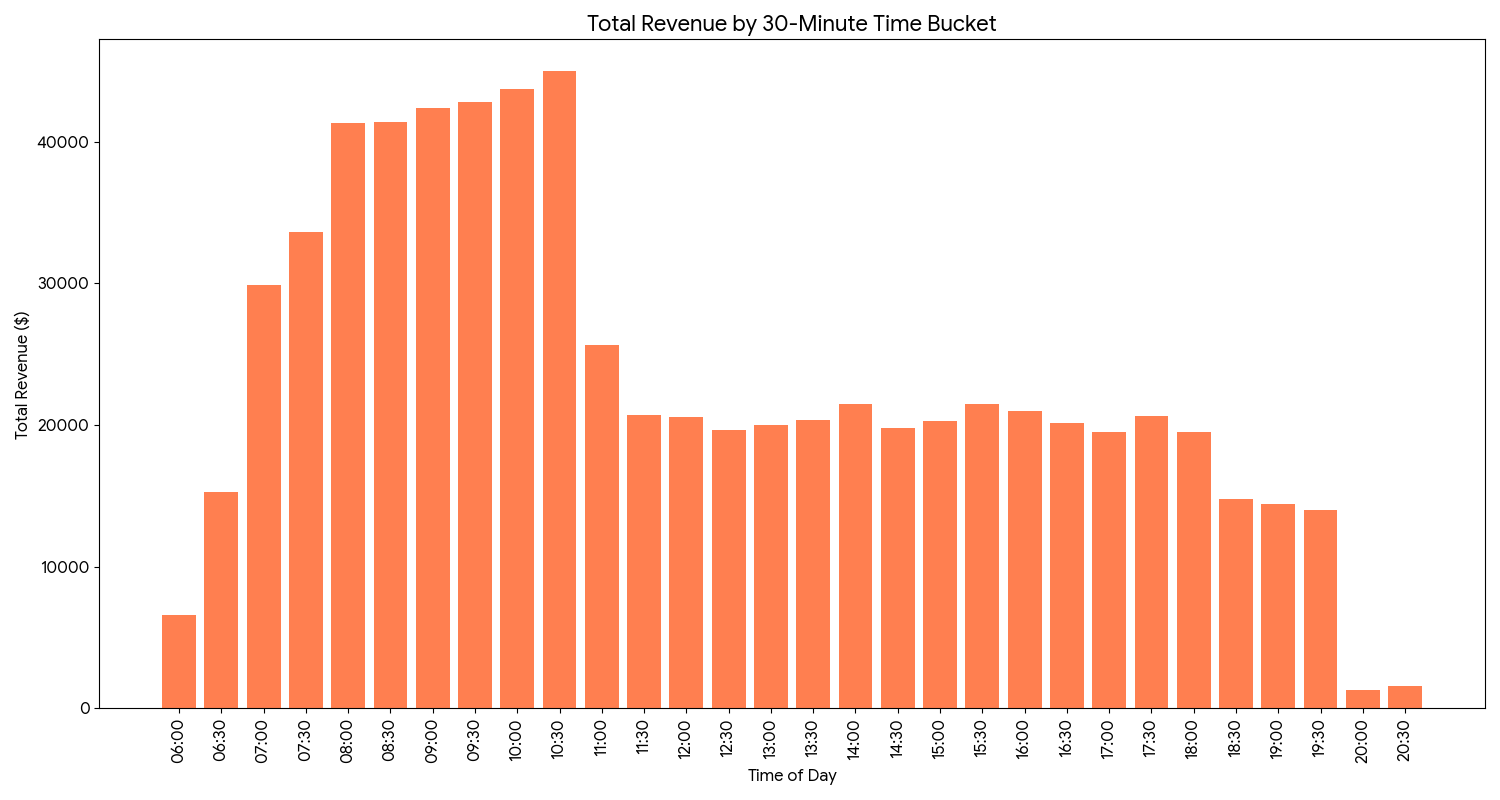 Total Revenue by 30-Minute Time Bucket
Total Revenue ($)
40000
30000
20000
10000
0
06:00 06:30 07:00 07:30 08:00 08:30 09:00 09:30 10:00 10:30 11:00 11:30 12:00 12:30 13:00 13:30 14:00 14:30 15:00 15:30 16:00 16:30 17:00 17:30 18:00 18:30 19:00 19:30 20:00 20:30
Time of Day